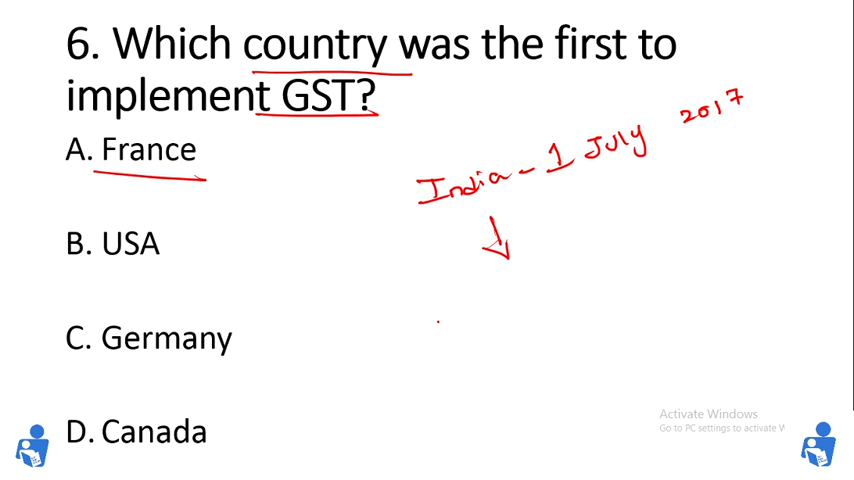 6. Which country was the first to
implement GST?
A. France
India - 1 July 2017
B. USA
C. Germany
D. Canada
Activate Windows
Go to PC settings to activate W